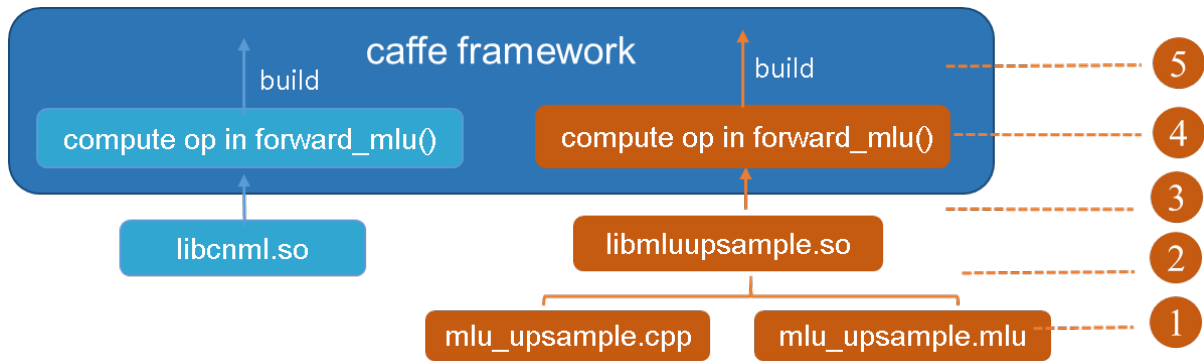 caffe framework
build
build
5
compute op in forward_mlu()
compute op in forward_mlu()
4
3
libcnml.so
libmluupsample.so
2
mlu_upsample.cpp
mlu_upsample.mlu
1